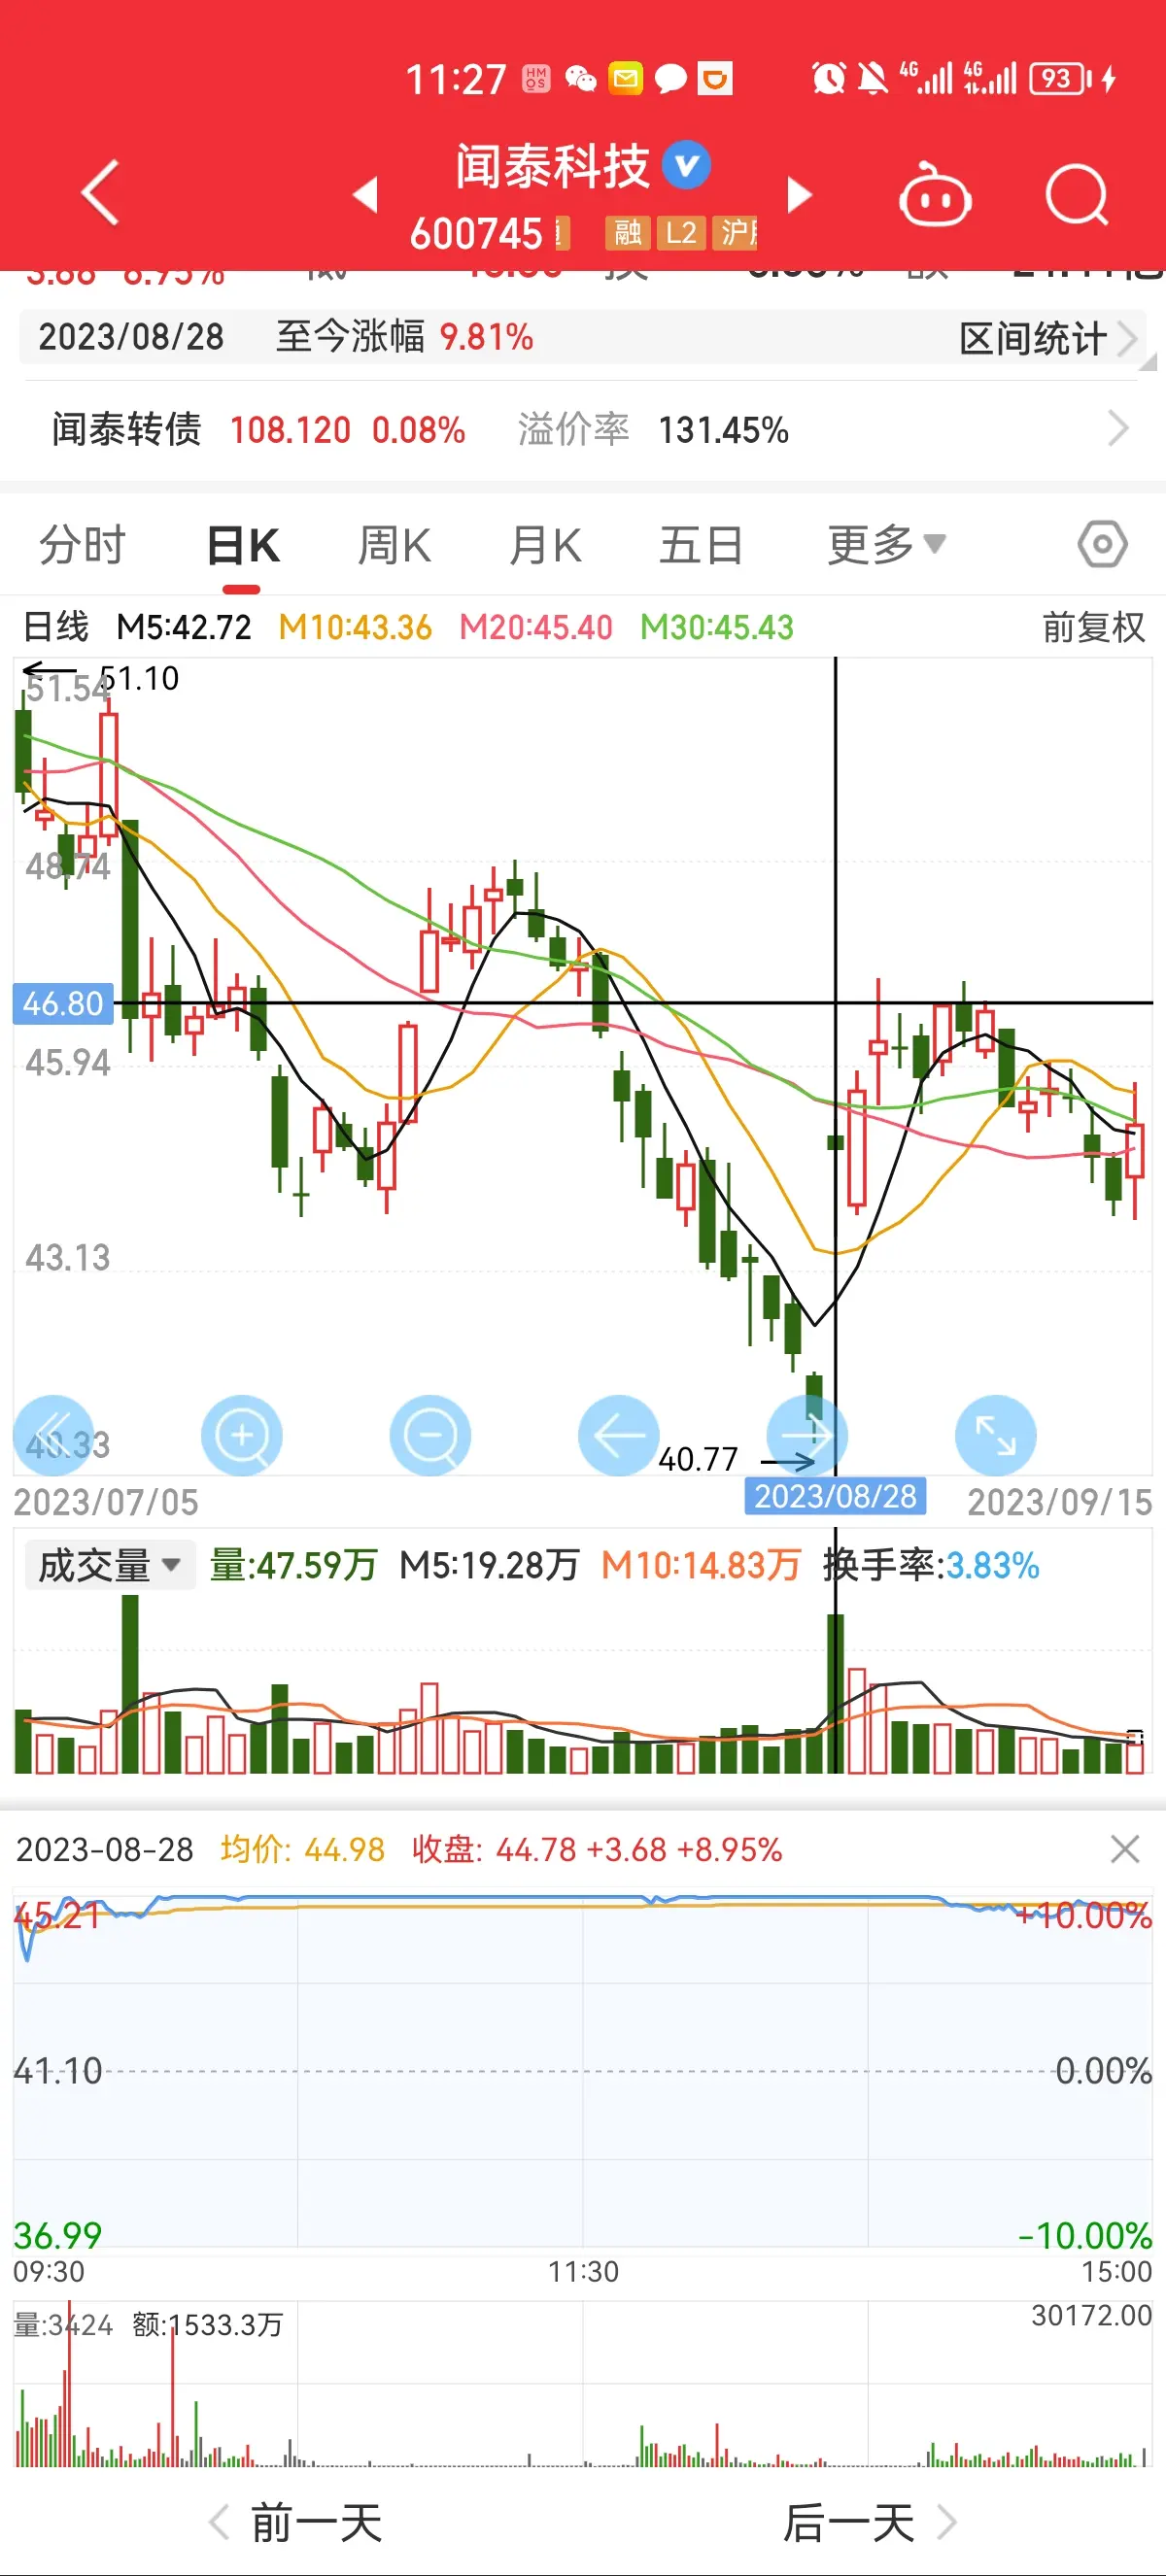 11:27 HMOS 4G 4G 93
闻泰科技
600745 融 L2 沪
3.68 8.95%
2023/08/28 至今涨幅 9.81% 区间统计
闻泰转债 108.120 0.08% 溢价率 131.45%
分时 日K 周K 月K 五日 更多
日线 M5:42.72 M10:43.36 M20:45.40 M30:45.43 前复权
51.54 51.10
48.74
46.80
45.94
43.13
40.33 40.77
2023/07/05 2023/08/28 2023/09/15
成交量 量:47.59万 M5:19.28万 M10:14.83万 换手率:3.83%
2023-08-28 均价: 44.98 收盘: 44.78 +3.68 +8.95%
45.21 +10.00%
41.10 0.00%
36.99 -10.00%
09:30 11:30 15:00
量:3424 额:1533.3万 30172.00
前一天 后一天